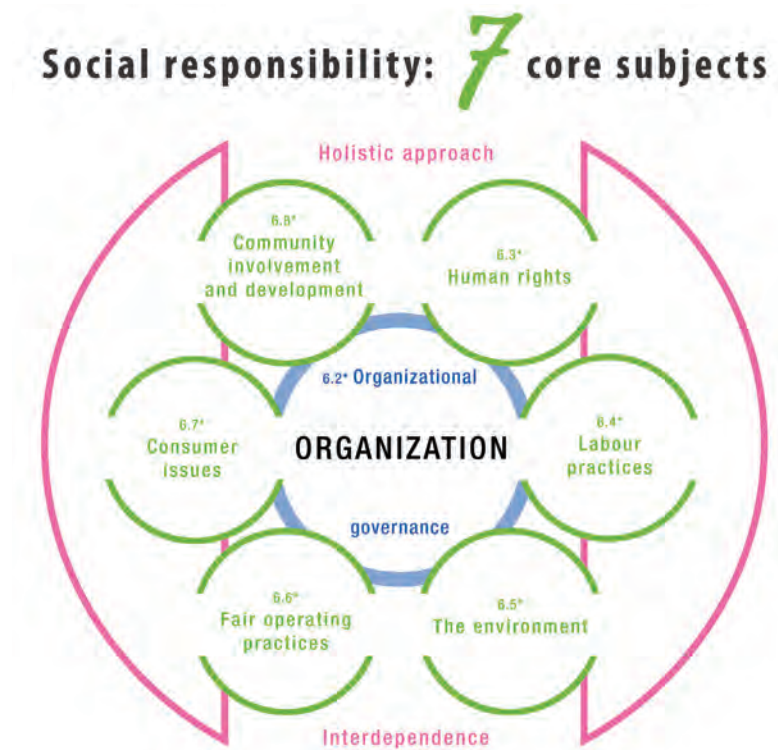 Social responsibility: 7 core subjects
Holistic approach
6.8*
Community
involvement
and development
6.3*
Human rights
6.2* Organizational
6.7*
Consumer
issues
ORGANIZATION
6.4*
Labour
practices
governance
6.6*
Fair operating
practices
6.5*
The environment
Interdependence